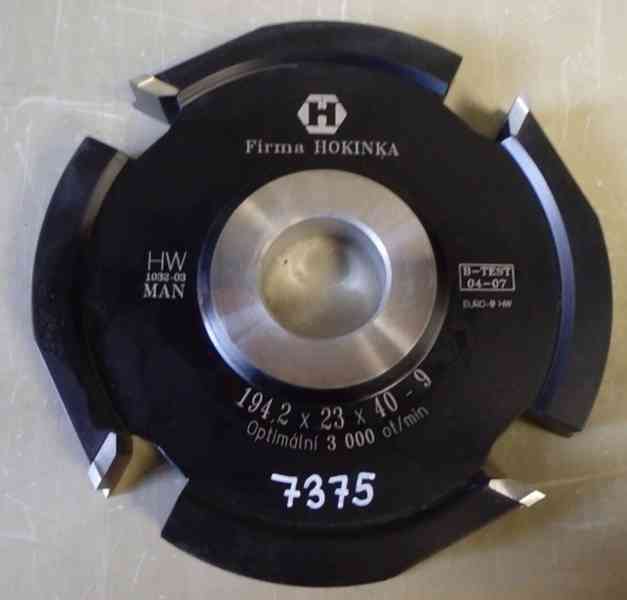 H
Firma HOKINKA
HW
1032-03
MAN
B-TEST
04-07
EURO-® HW
194.2 x 23 x 40 - 9
Optimální 3 000 ot/min
7375